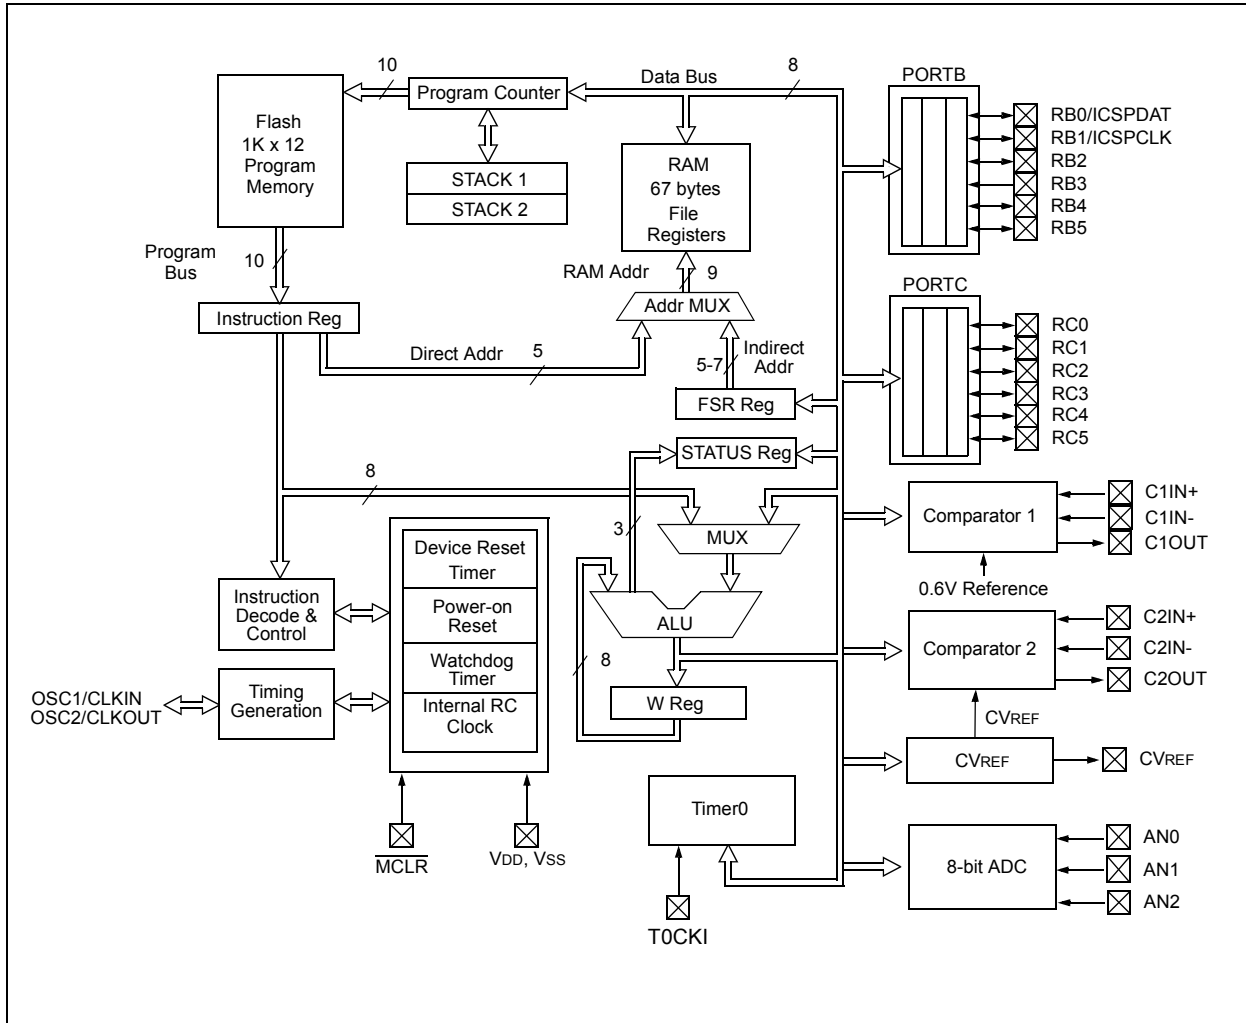 10
Data Bus
8
PORTB
Program Counter
Flash
1K x 12
Program
Memory
STACK 1
STACK 2
RAM
67 bytes
File
Registers
RB0/ICSPDAT
RB1/ICSPCLK
RB2
RB3
RB4
RB5
Program
Bus
10
RAM Addr
9
PORTC
Instruction Reg
Addr MUX
Direct Addr
5
5-7
Indirect
Addr
FSR Reg
RC0
RC1
RC2
RC3
RC4
RC5
STATUS Reg
8
3
MUX
Comparator 1
C1IN+
C1IN-
C1OUT
0.6V Reference
Device Reset
Timer
Power-on
Reset
Watchdog
Timer
Internal RC
Clock
Instruction
Decode &
Control
ALU
8
W Reg
Comparator 2
C2IN+
C2IN-
C2OUT
OSC1/CLKIN
OSC2/CLKOUT
Timing
Generation
CVREF
CVREF
CVREF
MCLR
VDD, VSS
Timer0
T0CKI
8-bit ADC
AN0
AN1
AN2